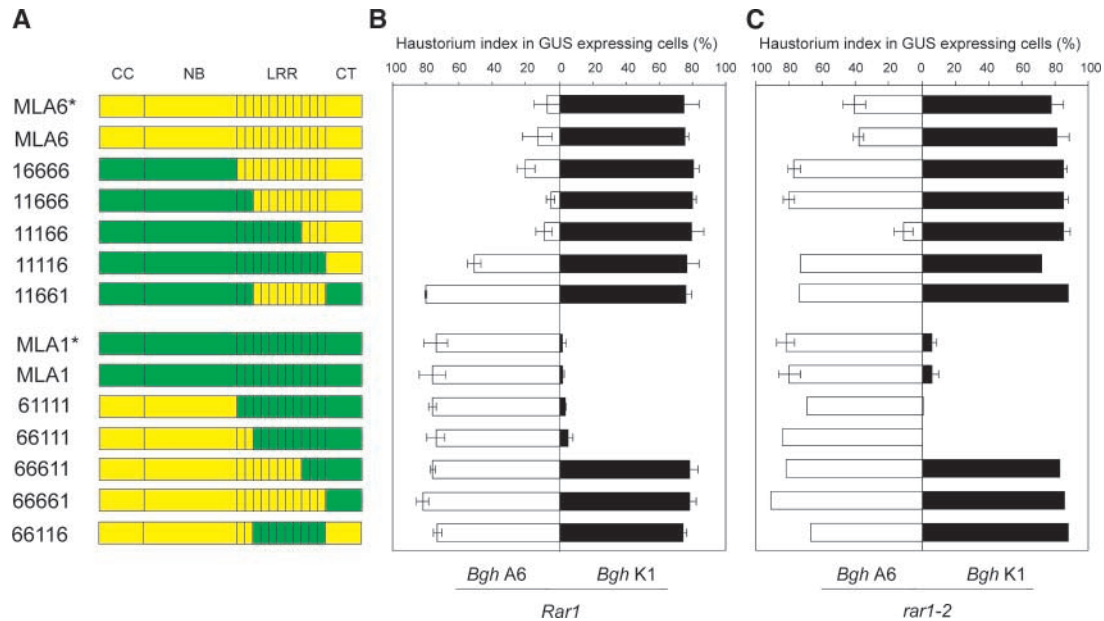 A
B
C
Haustorium index in GUS expressing cells (%)
Haustorium index in GUS expressing cells (%)
CC NB LRR CT
100 80 60 40 20 0 20 40 60 80 100
100 80 60 40 20 0 20 40 60 80 100
MLA6*
MLA6
16666
11666
11166
11116
11661
MLA1*
MLA1
61111
66111
66611
66661
66116
Bgh A6 Bgh K1
Rar1
Bgh A6 Bgh K1
rar1-2